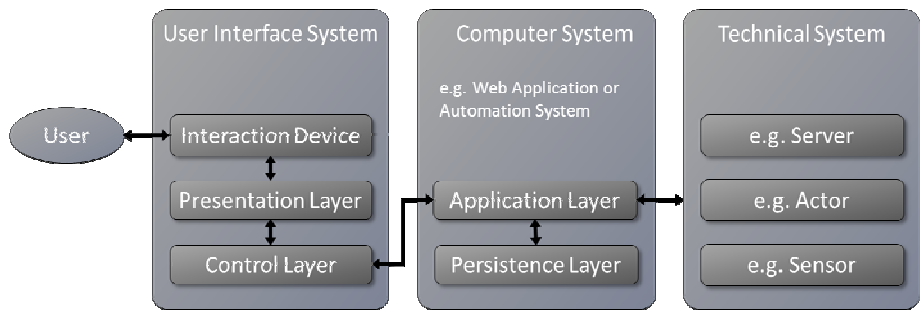 User Interface System
Computer System
Technical System
e.g. Web Application or
Automation System
User
Interaction Device
e.g. Server
Presentation Layer
Application Layer
e.g. Actor
Control Layer
Persistence Layer
e.g. Sensor